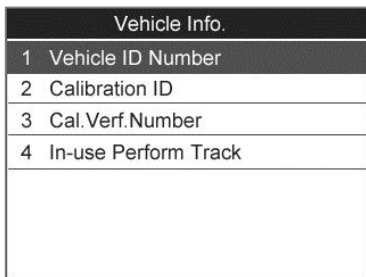 Vehicle Info.
1 Vehicle ID Number
2 Calibration ID
3 Cal.Verf.Number
4 In-use Perform Track